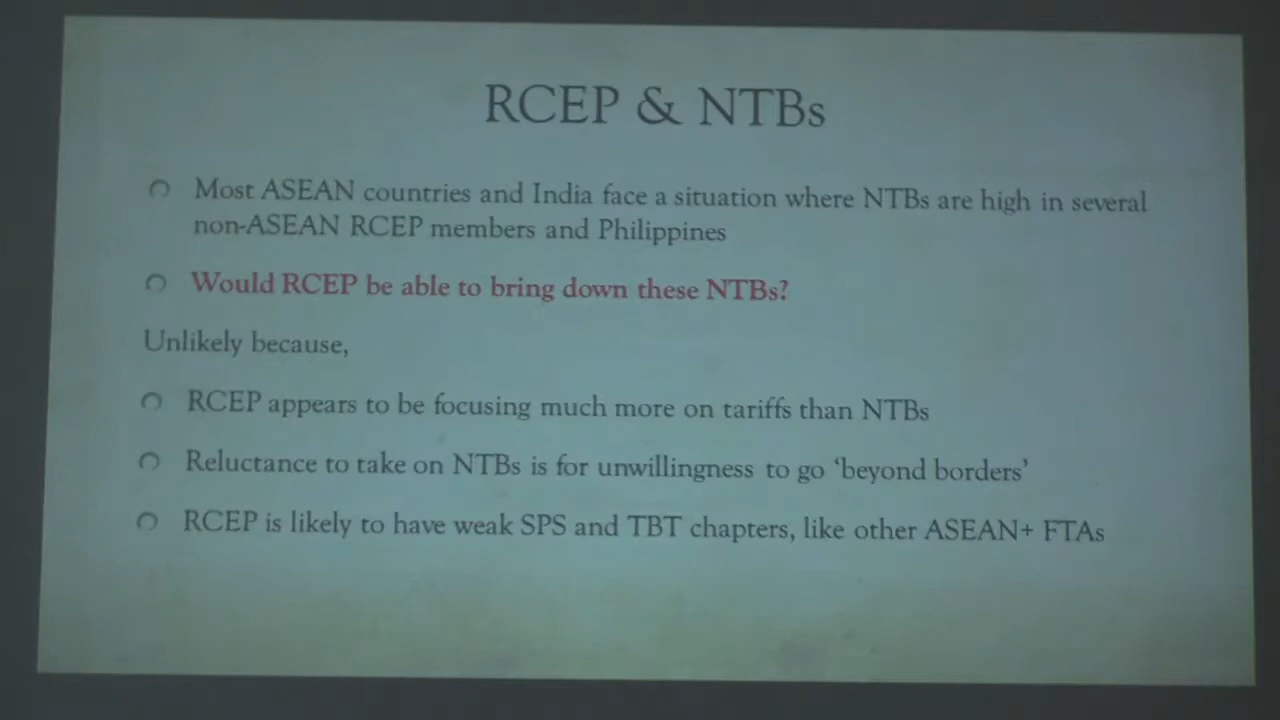 RCEP & NTBs
Most ASEAN countries and India face a situation where NTBs are high in several
non-ASEAN RCEP members and Philippines
Would RCEP be able to bring down these NTBs?
Unlikely because,
RCEP appears to be focusing much more on tariffs than NTBs
Reluctance to take on NTBs is for unwillingness to go ‘beyond borders’
RCEP is likely to have weak SPS and TBT chapters, like other ASEAN+ FTAs